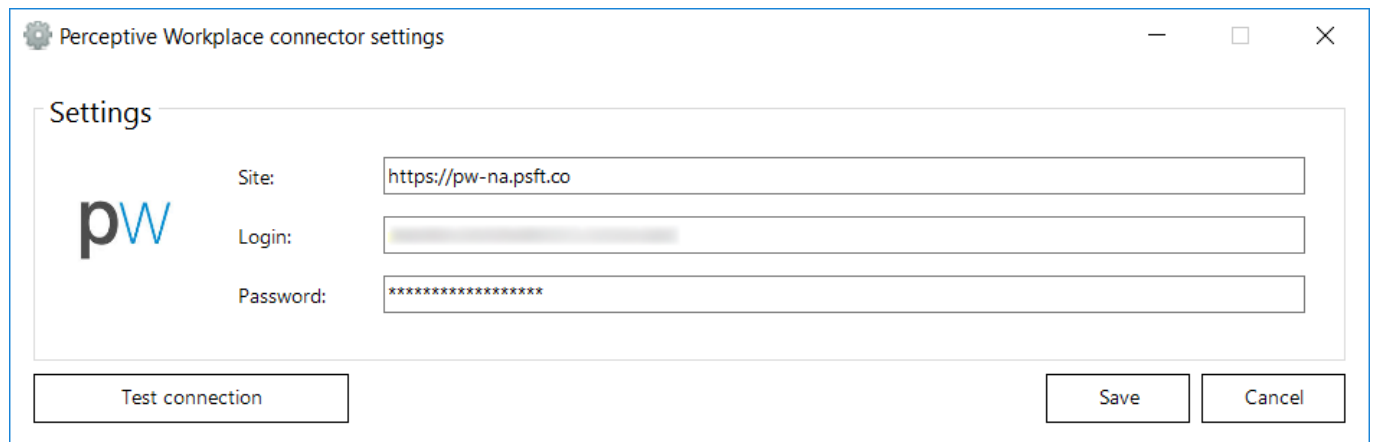 Perceptive Workplace connector settings
Settings
Site: https://pw-na.psft.co
pw
Login:
Password: ******************
Test connection Save Cancel